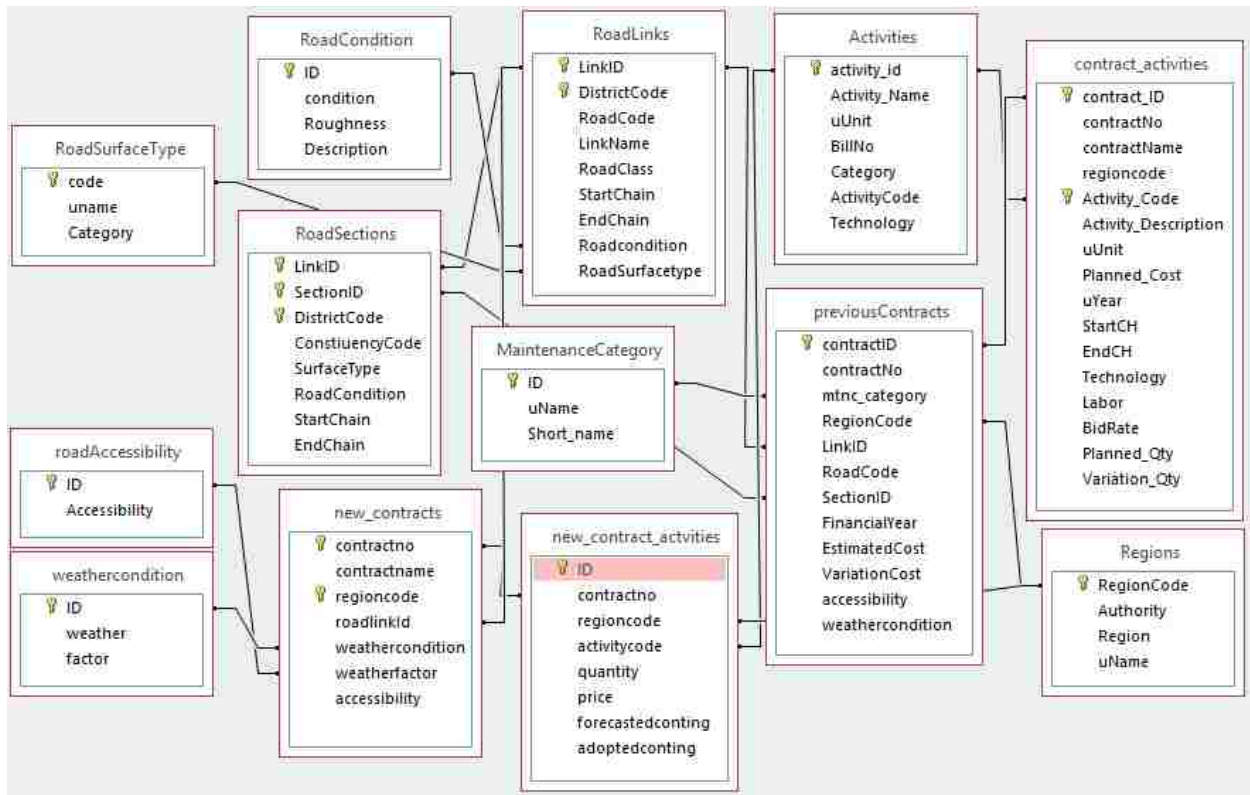 RoadCondition
ID
condition
Roughness
Description
RoadLinks
LinkID
DistrictCode
RoadCode
LinkName
RoadClass
StartChain
EndChain
Roadcondition
RoadSurfacetype
Activities
activity_id
Activity_Name
uUnit
BillNo
Category
ActivityCode
Technology
contract_activities
contract_ID
contractNo
contractName
regioncode
Activity_Code
Activity_Description
uUnit
Planned_Cost
uYear
StartCH
EndCH
Technology
Labor
BidRate
Planned_Qty
Variation_Qty
RoadSurfaceType
code
uname
Category
RoadSections
LinkID
SectionID
DistrictCode
ConstiuencyCode
SurfaceType
RoadCondition
StartChain
EndChain
MaintenanceCategory
ID
uName
Short_name
previousContracts
contractID
contractNo
mtnc_category
RegionCode
LinkID
RoadCode
SectionID
FinancialYear
EstimatedCost
VariationCost
accessibility
weathercondition
roadAccessibility
ID
Accessibility
weathercondition
ID
weather
factor
new_contracts
contractno
contractname
regioncode
roadlinkId
weathercondition
weatherfactor
accessibility
new_contract_actvities
ID
contractno
regioncode
activitycode
quantity
price
forecastedconting
adoptedconting
Regions
RegionCode
Authority
Region
uName